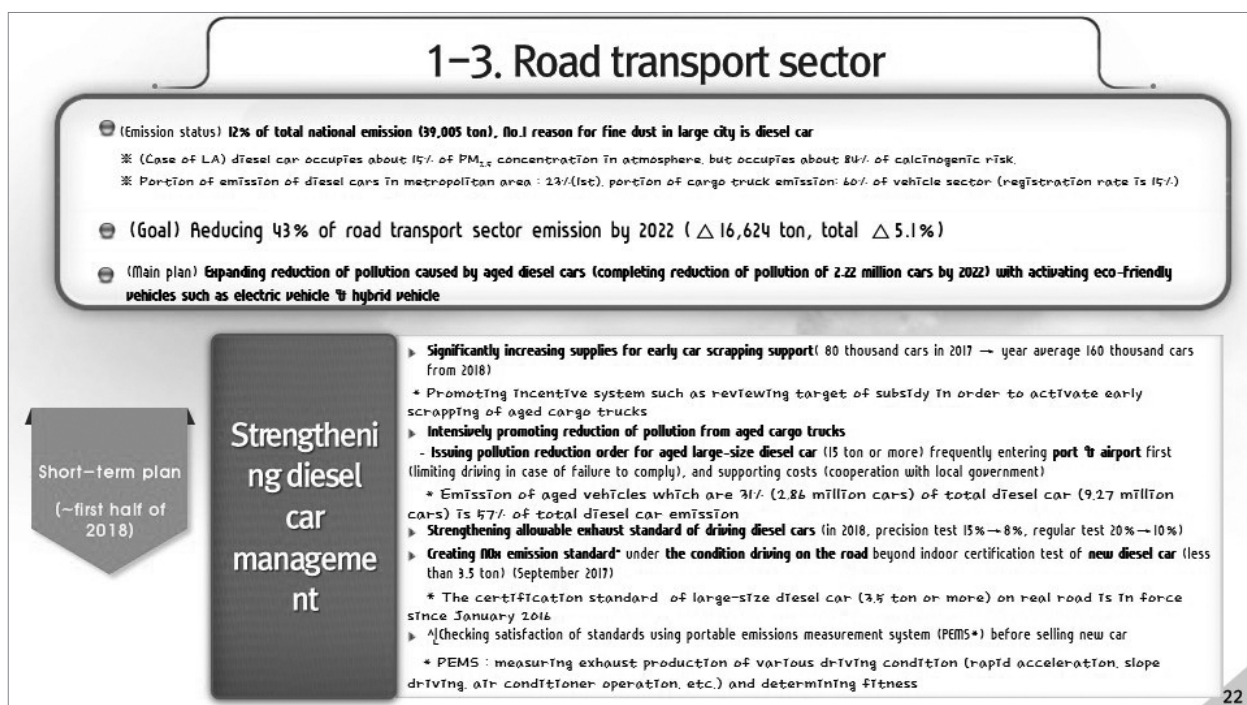 1-3. Road transport sector
(Emission status) 12% of total national emission (39,005 ton), No.1 reason for fine dust in large city is diesel car
※ (Case of LA) diesel car occupies about 15% of PM2.5 concentration in atmosphere, but occupies about 84% of calcinogenic risk.
※ Portion of emission of diesel cars in metropolitan area : 23%(1st), portion of cargo truck emission: 60% of vehicle sector (registration rate is 15%)
(Goal) Reducing 43% of road transport sector emission by 2022 ( △ 16,624 ton, total △ 5.1%)
(Main plan) Expanding reduction of pollution caused by aged diesel cars (completing reduction of pollution of 2.22 million cars by 2022) with activating eco-friendly
vehicles such as electric vehicle & hybrid vehicle
Short-term plan
(~first half of
2018)
Strengtheni
ng diesel
car
manageme
nt
Significantly increasing supplies for early car scrapping support( 80 thousand cars in 2017 → year average 160 thousand cars
from 2018)
* Promoting incentive system such as reviewing target of subsidy in order to activate early
scrapping of aged cargo trucks
Intensively promoting reduction of pollution from aged cargo trucks
- Issuing pollution reduction order for aged large-size diesel car (15 ton or more) frequently entering port & airport first
(limiting driving in case of failure to comply), and supporting costs (cooperation with local government)
* Emission of aged vehicles which are 31% (2.86 million cars) of total diesel car (9.27 million
cars) is 57% of total diesel car emission
Strengthening allowable exhaust standard of driving diesel cars (in 2018, precision test 15%→8%, regular test 20%→10%)
Creating NOx emission standard* under the condition driving on the road beyond indoor certification test of new diesel car (less
than 3.5 ton) (September 2017)
* The certification standard of large-size diesel car (3.5 ton or more) on real road is in force
since January 2016
싀Checking satisfaction of standards using portable emissions measurement system (PEMS*) before selling new car
* PEMS : measuring exhaust production of various driving condition (rapid acceleration, slope
driving, air conditioner operation, etc.) and determining fitness
22